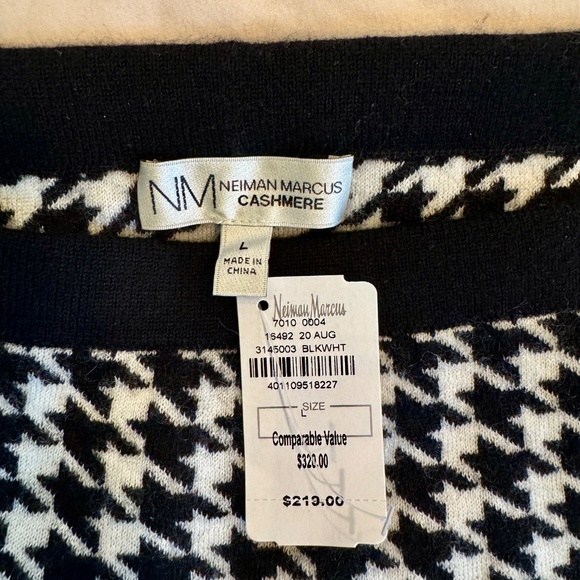 NM NEIMAN MARCUS
CASHMERE
L
MADE IN
CHINA
Neiman Marcus
7010 0004
16492 20 AUG
3145003 BLKWHT
401109518227
SIZE
L
Comparable Value
$320.00
$219.00